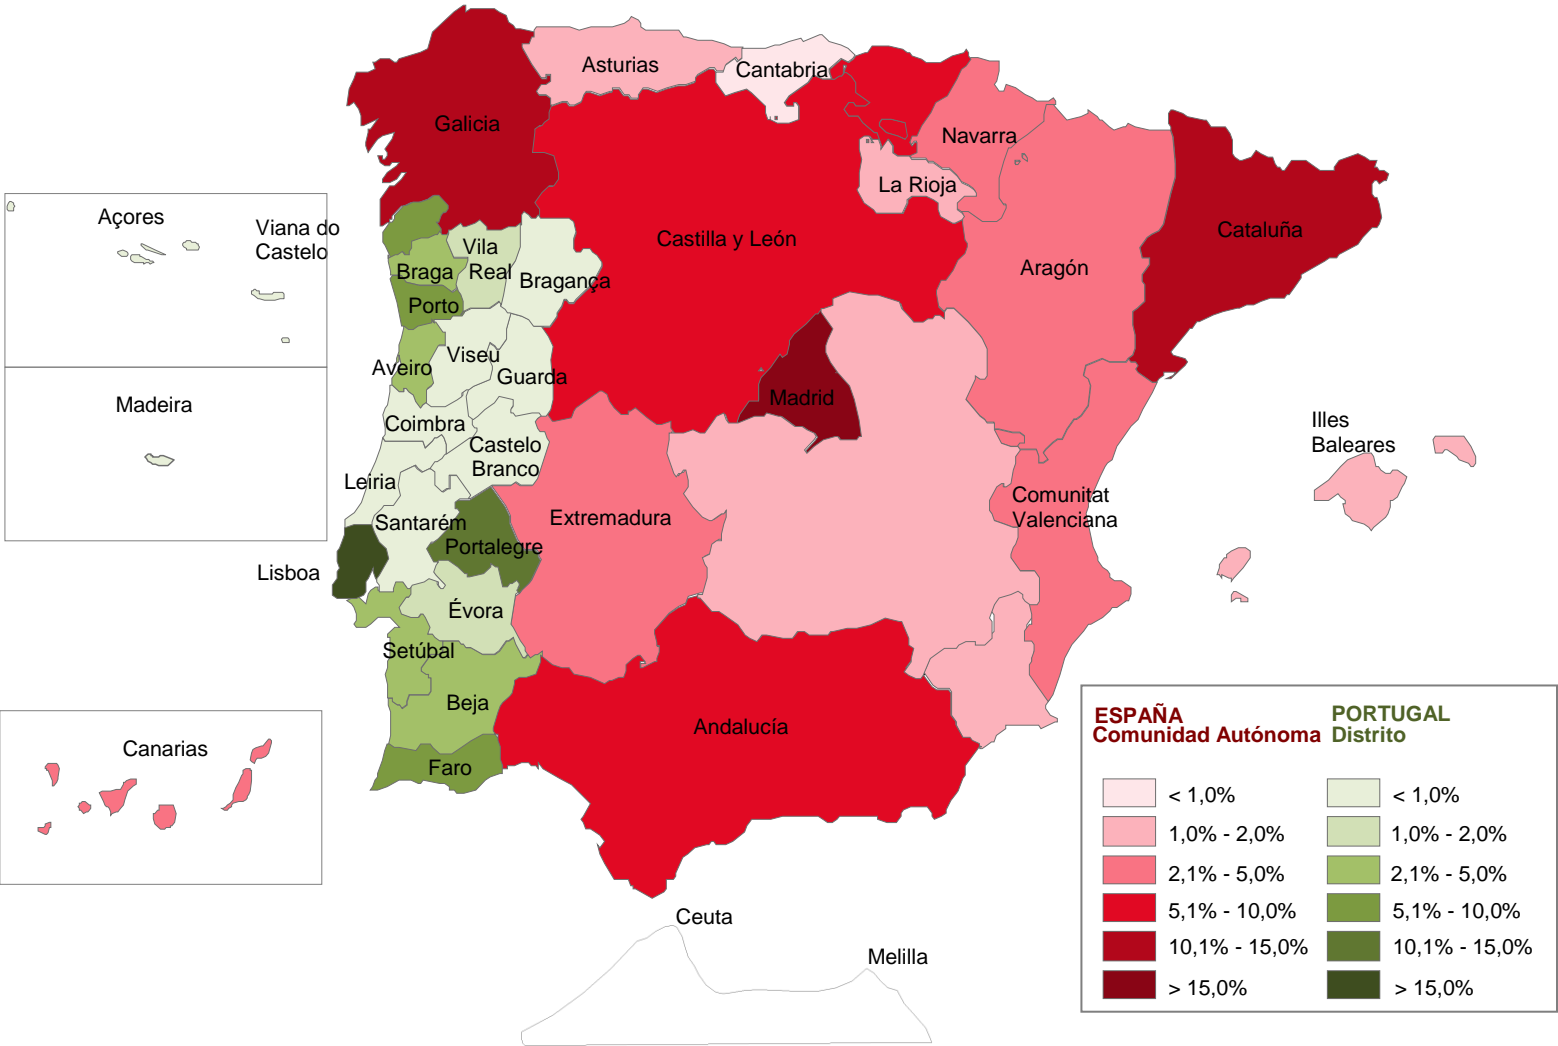 Asturias
Cantabria
Galicia
Navarra
La Rioja
Açores
Viana do
Castelo
Castilla y León
Cataluña
Vila
Real
Braga
Bragança
Aragón
Porto
Viseu
Aveiro
Guarda
Madrid
Madeira
Coimbra
Illes
Baleares
Castelo
Branco
Leiria
Comunitat
Valenciana
Santarém
Extremadura
Portalegre
Lisboa
Évora
Setúbal
Beja
Andalucía
Canarias
Faro
Ceuta
Melilla
ESPAÑA
Comunidad Autónoma
< 1,0%
1,0% - 2,0%
2,1% - 5,0%
5,1% - 10,0%
10,1% - 15,0%
> 15,0%
PORTUGAL
Distrito
< 1,0%
1,0% - 2,0%
2,1% - 5,0%
5,1% - 10,0%
10,1% - 15,0%
> 15,0%